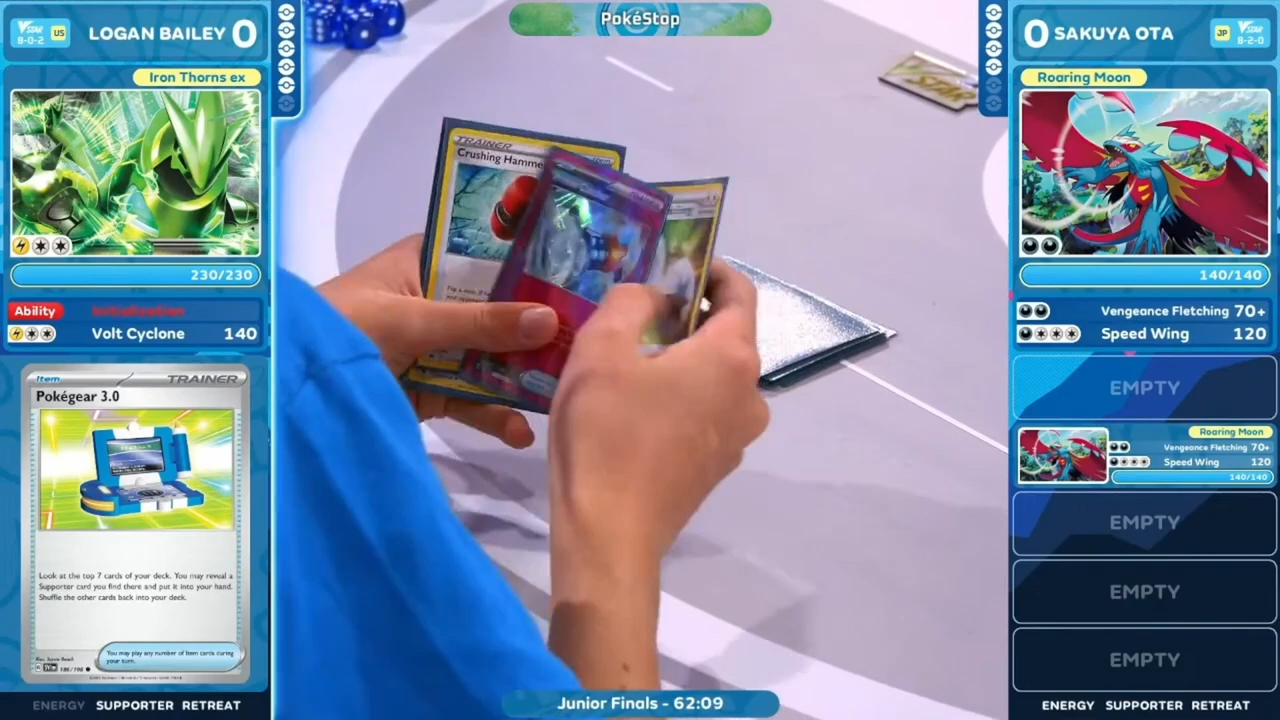 VSTAR
8-0-2
US
LOGAN BAILEY 0
Iron Thorns ex
230/230
Ability Initialization
Volt Cyclone 140
Item
TRAINER
Pokégear 3.0
Look at the top 7 cards of your deck. You may reveal a
Supporter card you find there and put it into your hand.
Shuffle the other cards back into your deck.
You may play any number of Item cards during
your turn.
186/198
ENERGY SUPPORTER RETREAT
PokéStop
TRAINER
Crushing Hamme
Junior Finals - 62:09
0 SAKUYA OTA
JP
VSTAR
8-2-0
Roaring Moon
140/140
Vengeance Fletching 70+
Speed Wing 120
EMPTY
Roaring Moon
Vengeance Fletching 70+
Speed Wing 120
140/140
EMPTY
EMPTY
EMPTY
ENERGY SUPPORTER RETREAT